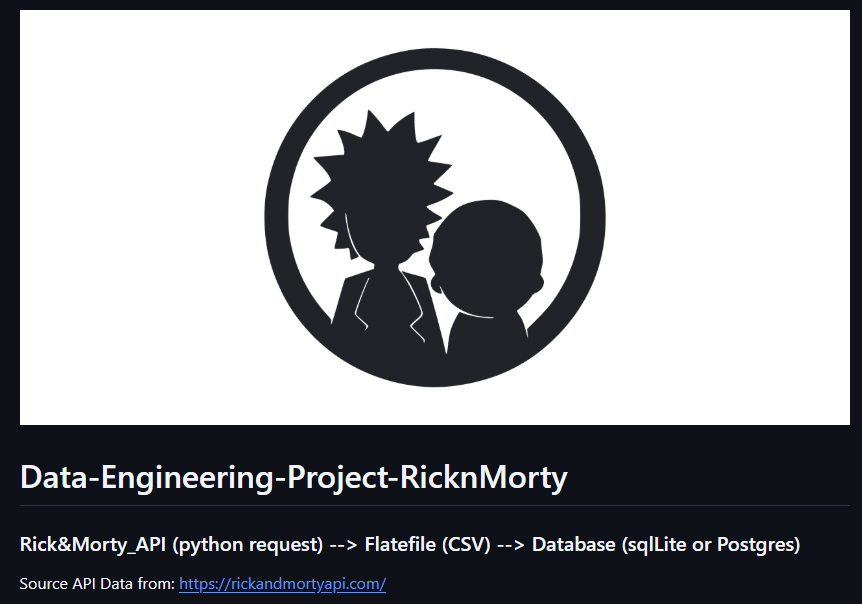 Data-Engineering-Project-RicknMorty
Rick&Morty_API (python request) --> Flatefile (CSV) --> Database (sqlLite or Postgres)
Source API Data from: https://rickandmortyapi.com/